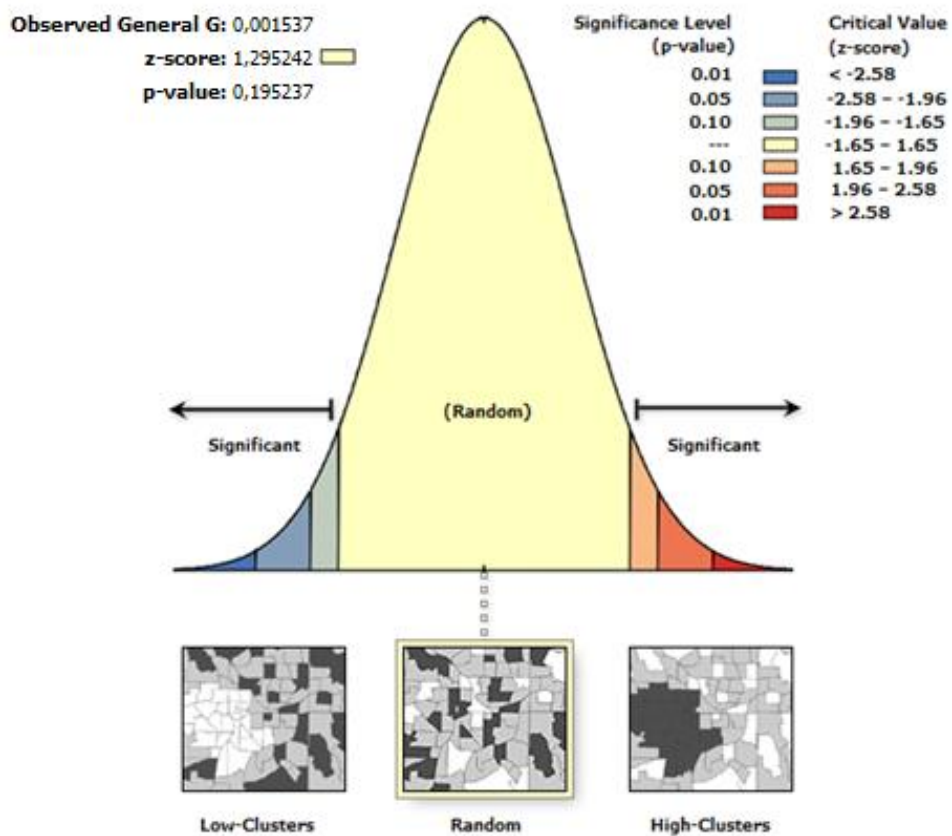 Observed General G: 0,001537
z-score: 1,295242
p-value: 0,195237
Significance Level
(p-value)
Critical Value
(z-score)
0.01 < -2.58
0.05 -2.58 – -1.96
0.10 -1.96 – -1.65
--- -1.65 – 1.65
0.10 1.65 – 1.96
0.05 1.96 – 2.58
0.01 > 2.58
(Random)
Significant
Significant
Low-Clusters
Random
High-Clusters